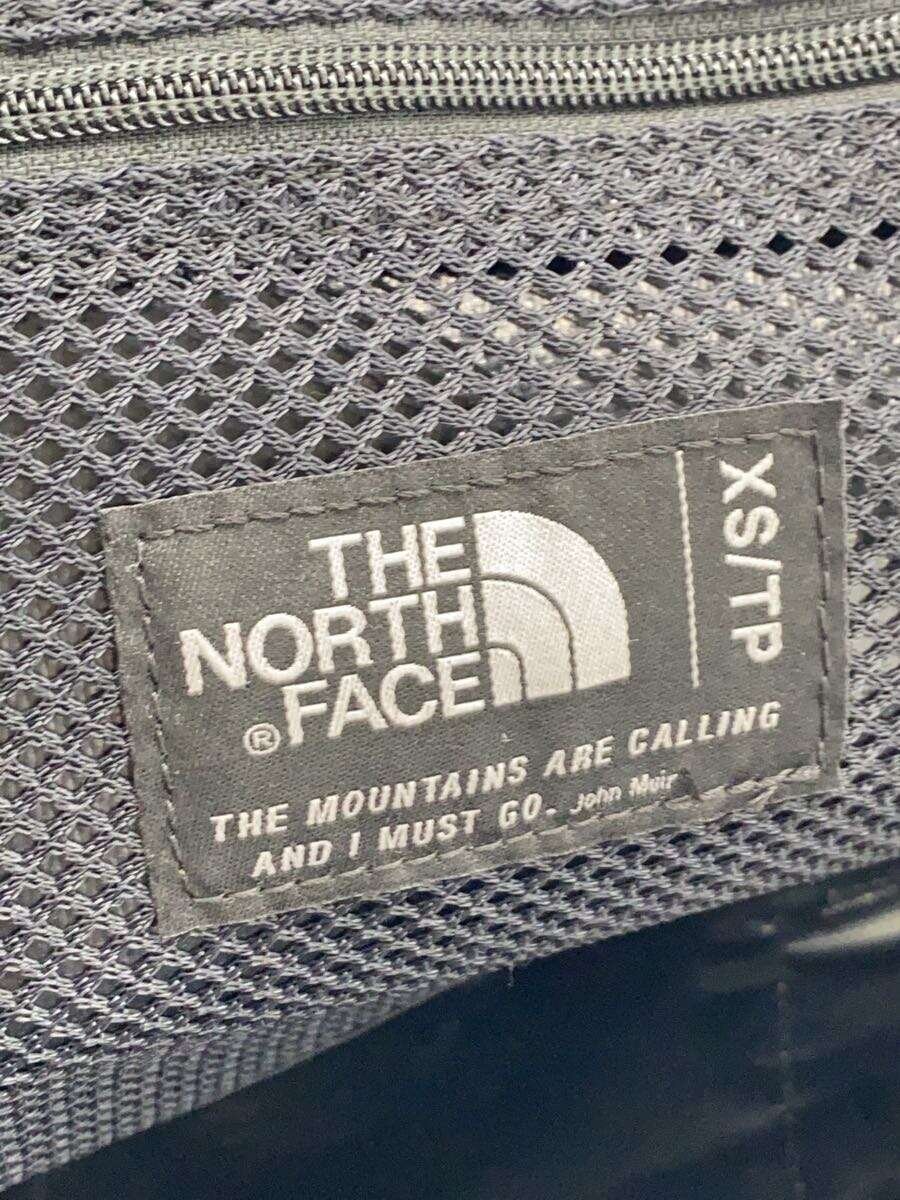 THE
NORTH
® FACE
XS/TP
THE MOUNTAINS ARE CALLING
AND I MUST GO- John Muir